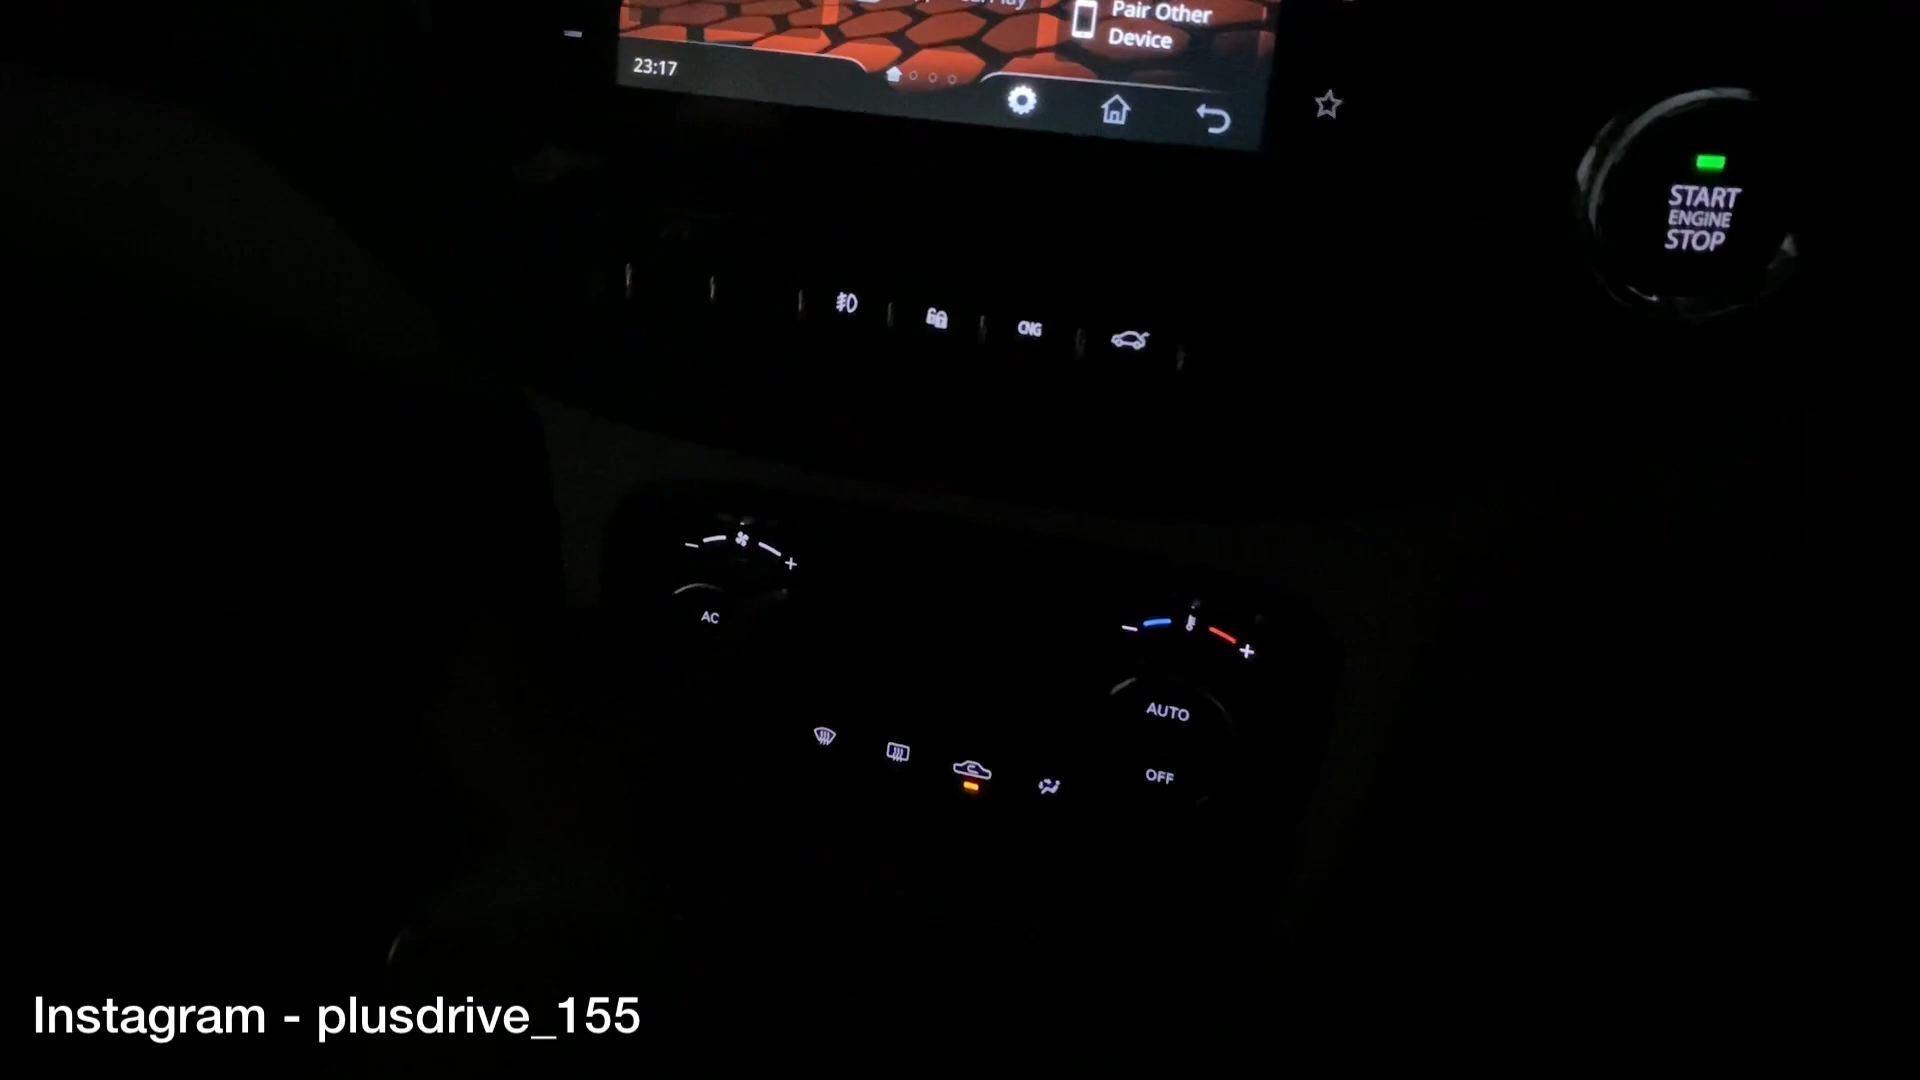 Pair Other
Device
23:17
START
ENGINE
STOP
CNG
AC
AUTO
OFF
Instagram - plusdrive_155